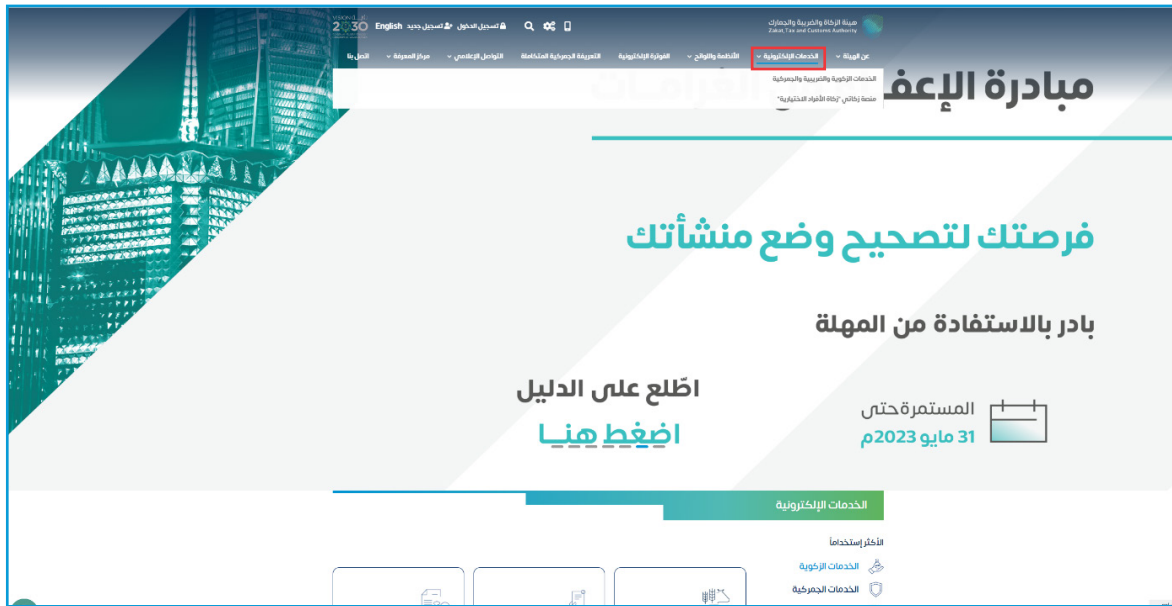 هيئة الزكاة والضريبة والجمارك
Zakat, Tax and Customs Authority
تسجيل الدخول تسجيل جديد English
2030
عن الهيئة الخدمات الإلكترونية الأنظمة واللوائح الفوترة الإلكترونية التعريفة الجمركية المتكاملة التواصل الإعلامي مركز المعرفة اتصل بنا
الخدمات الزكوية والضريبية والجمركية
منصة زكاتي "زكاة الأفراد الاختيارية"
مبادرة الإعف
فرصتك لتصحيح وضع منشأتك
بادر بالاستفادة من المهلة
المستمرة حتى
31 مايو 2023م
اطّلع على الدليل
اضغط هنــا
الخدمات الإلكترونية
الأكثر إستخداماً
الخدمات الزكوية
الخدمات الجمركية